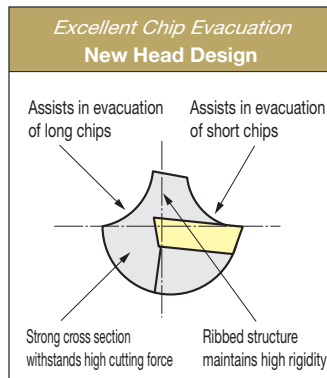 Excellent Chip Evacuation
New Head Design
Assists in evacuation
of long chips
Assists in Evacuation
of short chips
Strong cross section
withstands high cutting force
Ribbed structure
maintains high rigidity